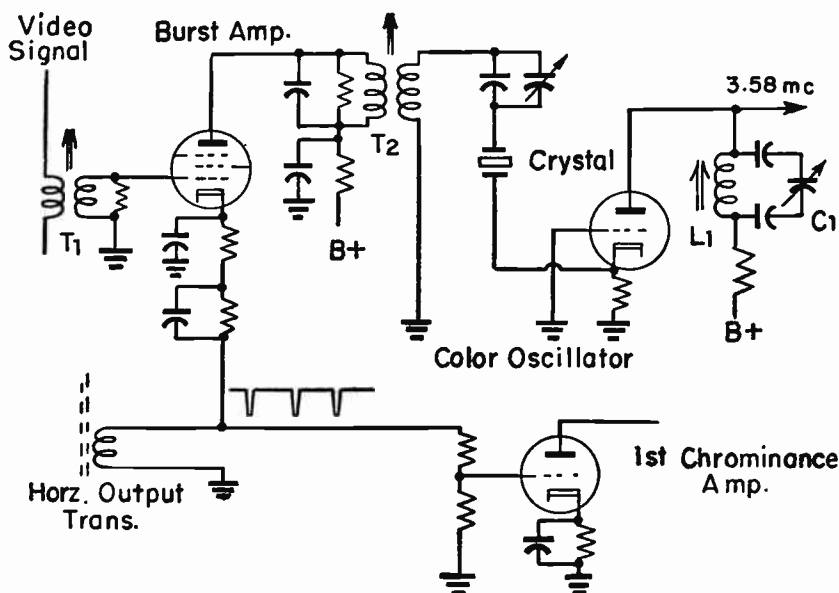 Video
Signal
Burst Amp.
T1
T2
B+
Crystal
3.58 mc
L1
C1
B+
Color Oscillator
Horz. Output
Trans.
1st Chrominance
Amp.